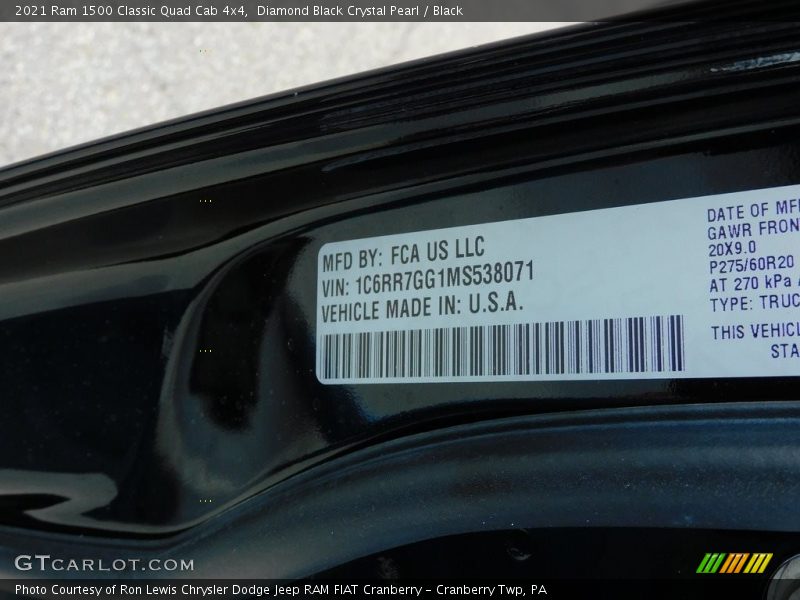 2021 Ram 1500 Classic Quad Cab 4x4,  Diamond Black Crystal Pearl / Black
MFD BY: FCA US LLC
VIN: 1C6RR7GG1MS538071
VEHICLE MADE IN: U.S.A.
DATE OF MF
GAWR FRON
20X9.0
P275/60R20
AT 270 kPa
TYPE: TRUC
THIS VEHICL
STA
GTCARLOT.COM
Photo Courtesy of Ron Lewis Chrysler Dodge Jeep RAM FIAT Cranberry - Cranberry Twp, PA